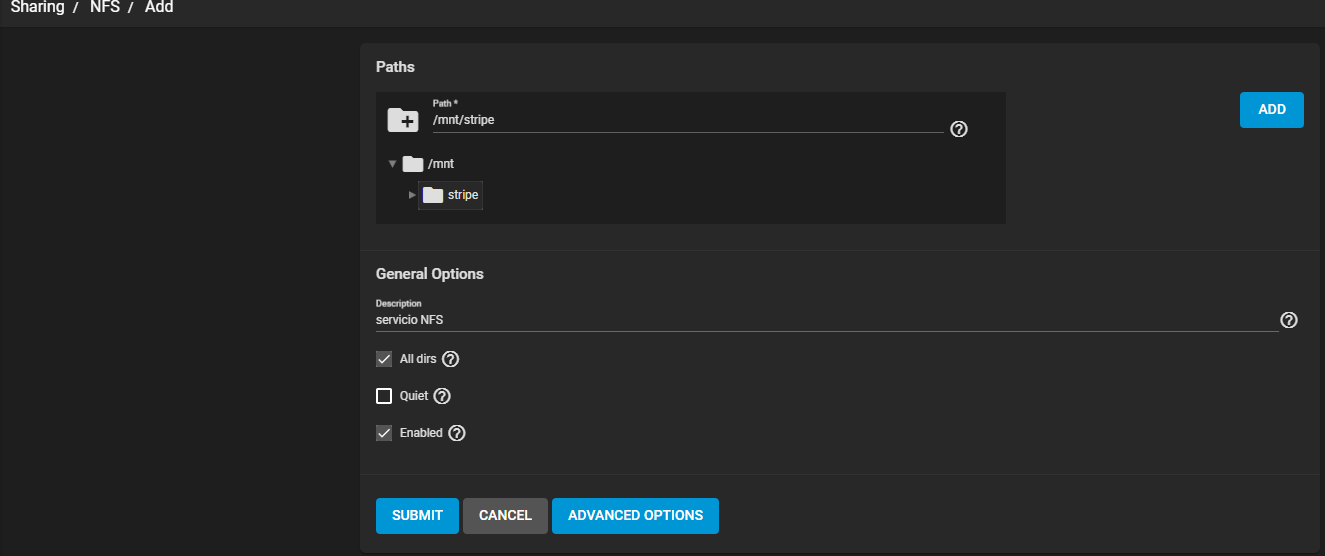 Sharing / NFS / Add
Paths
Path *
/mnt/stripe
ADD
/mnt
stripe
General Options
Description
servicio NFS
All dirs
Quiet
Enabled
SUBMIT CANCEL ADVANCED OPTIONS